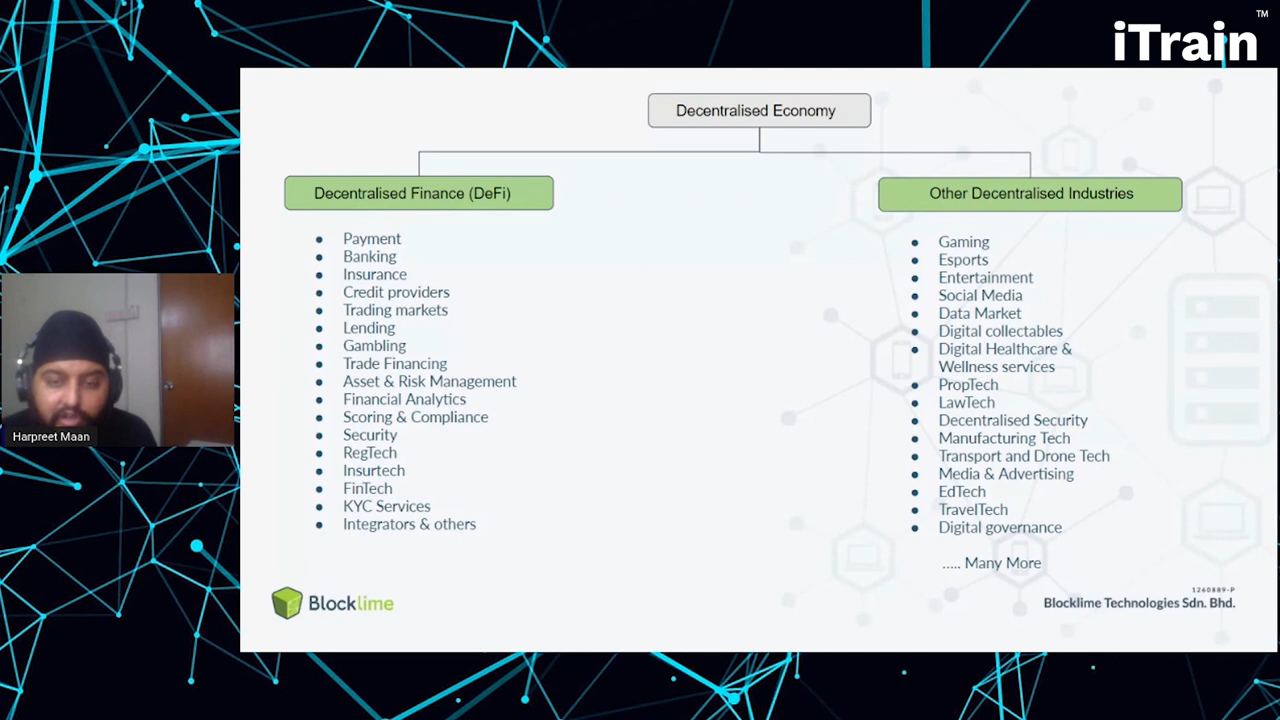 iTrain™
Decentralised Economy
Decentralised Finance (DeFi)
Payment
Banking
Insurance
Credit providers
Trading markets
Lending
Gambling
Trade Financing
Asset & Risk Management
Financial Analytics
Scoring & Compliance
Security
RegTech
Insurtech
FinTech
KYC Services
Integrators & others
Other Decentralised Industries
Gaming
Esports
Entertainment
Social Media
Data Market
Digital collectables
Digital Healthcare &
Wellness services
PropTech
LawTech
Decentralised Security
Manufacturing Tech
Transport and Drone Tech
Media & Advertising
EdTech
TravelTech
Digital governance
..... Many More
Harpreet Maan
Blocklime
1260889-P
Blocklime Technologies Sdn. Bhd.